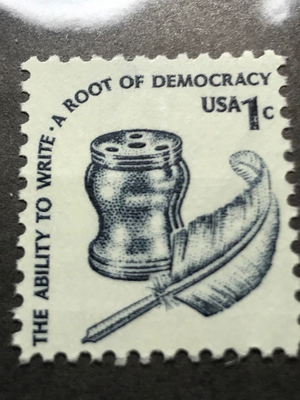 THE ABILITY TO WRITE · A ROOT OF DEMOCRACY
USA 1c